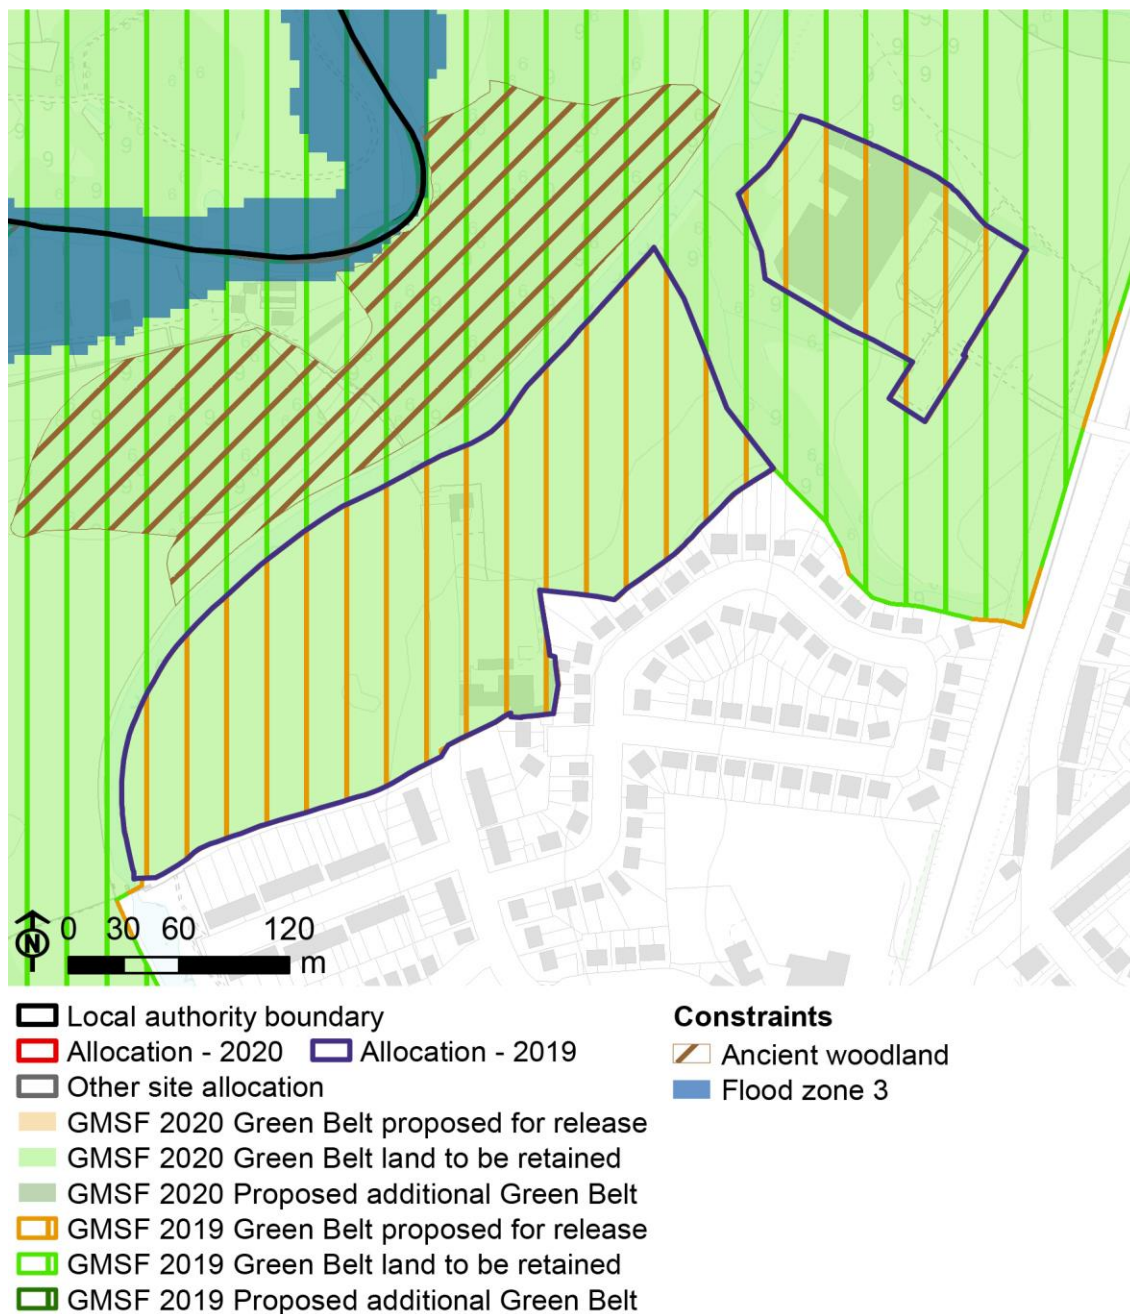 N
0 30 60 120
m
Local authority boundary
Allocation - 2020 Allocation - 2019
Other site allocation
GMSF 2020 Green Belt proposed for release
GMSF 2020 Green Belt land to be retained
GMSF 2020 Proposed additional Green Belt
GMSF 2019 Green Belt proposed for release
GMSF 2019 Green Belt land to be retained
GMSF 2019 Proposed additional Green Belt
Constraints
Ancient woodland
Flood zone 3